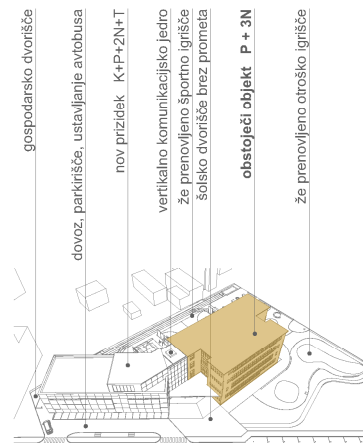 gospodarsko dvorišče
dovoz, parkirišče, ustavljanje avtobusa
nov prizidek K+P+2N+T
vertikalno komunikacijsko jedro
že prenovljeno športno igrišče
šolsko dvorišče brez prometa
obstoječi objekt P + 3N
že prenovljeno otroško igrišče